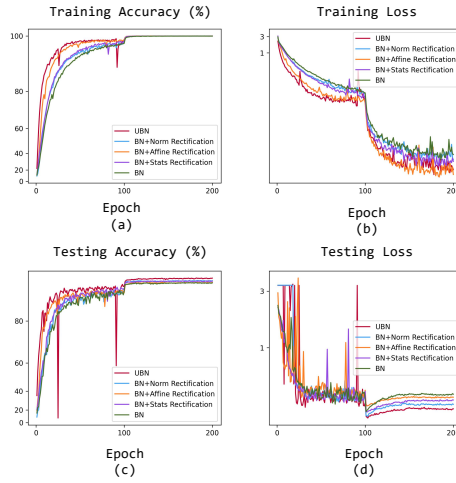 Training Accuracy (%)
100
80
60
40
20
0
UBN
BN+Norm Rectification
BN+Affine Rectification
BN+Stats Rectification
BN
0
100
200
Epoch
(a)
Training Loss
3
1
UBN
BN+Norm Rectification
BN+Affine Rectification
BN+Stats Rectification
BN
0
100
200
Epoch
(b)
Testing Accuracy (%)
80
60
40
20
0
UBN
BN+Norm Rectification
BN+Affine Rectification
BN+Stats Rectification
BN
0
100
200
Epoch
(c)
Testing Loss
3
1
UBN
BN+Norm Rectification
BN+Affine Rectification
BN+Stats Rectification
BN
0
100
200
Epoch
(d)